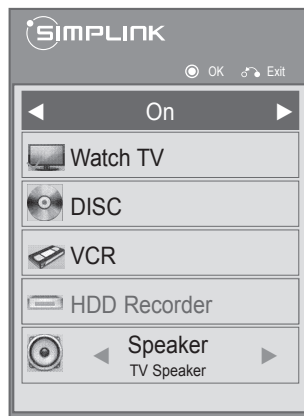 SIMPLINK
OK Exit
On
Watch TV
DISC
VCR
HDD Recorder
Speaker
TV Speaker